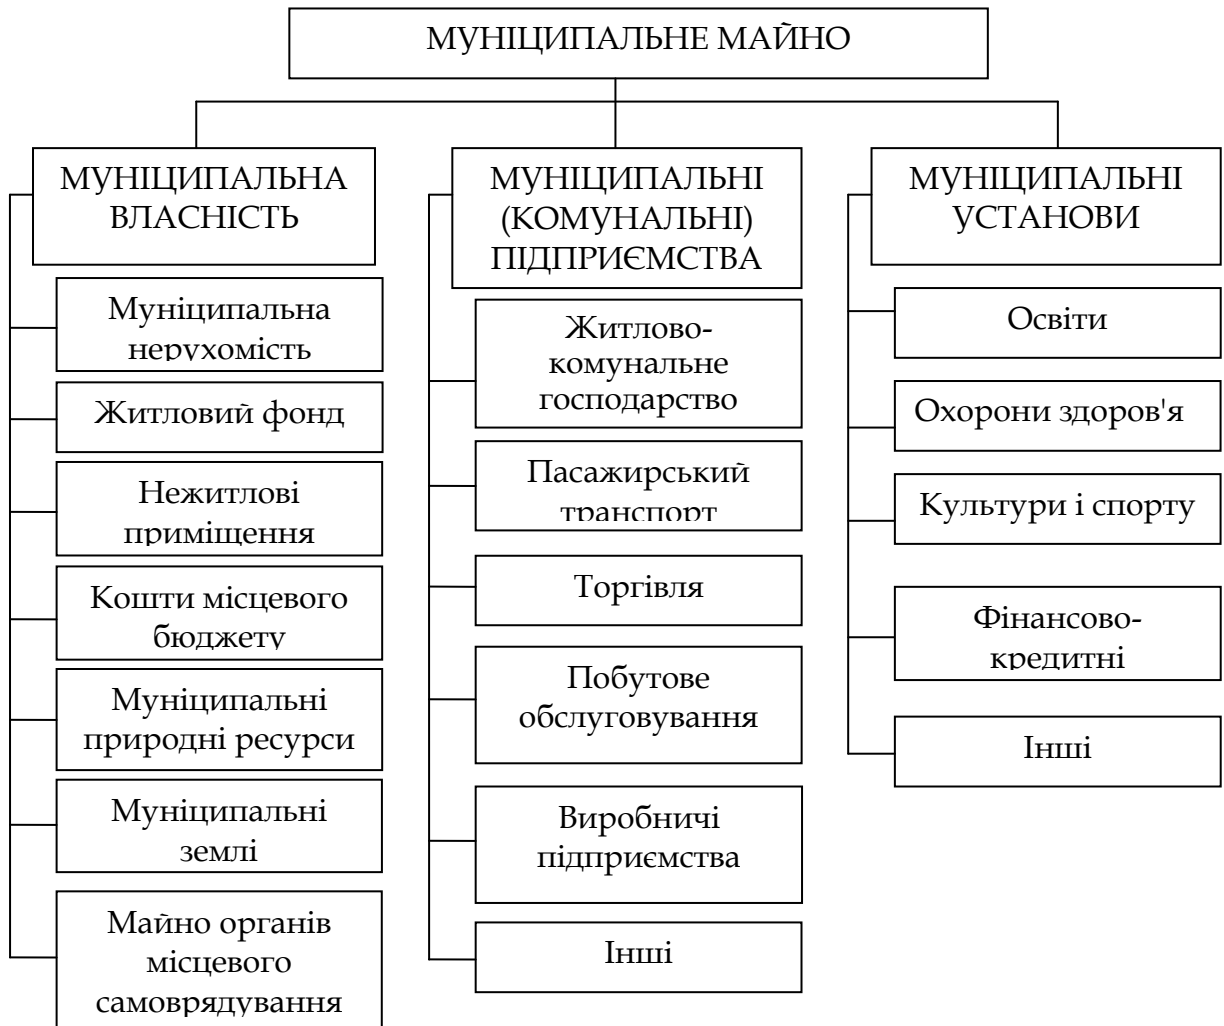 МУНІЦИПАЛЬНЕ МАЙНО
МУНІЦИПАЛЬНА
ВЛАСНІСТЬ
Муніципальна
нерухомість
Житловий фонд
Нежитлові
приміщення
Кошти місцевого
бюджету
Муніципальні
природні ресурси
Муніципальні
землі
Майно органів
місцевого
самоврядування
МУНІЦИПАЛЬНІ
(КОМУНАЛЬНІ)
ПІДПРИЄМСТВА
Житлово-
комунальне
господарство
Пасажирський
транспорт
Торгівля
Побутове
обслуговування
Виробничі
підприємства
Інші
МУНІЦИПАЛЬНІ
УСТАНОВИ
Освіти
Охорони здоров'я
Культури і спорту
Фінансово-
кредитні
Інші